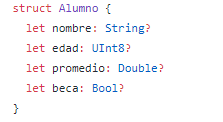 struct Alumno {
  let nombre: String?
  let edad: UInt8?
  let promedio: Double?
  let beca: Bool?
}